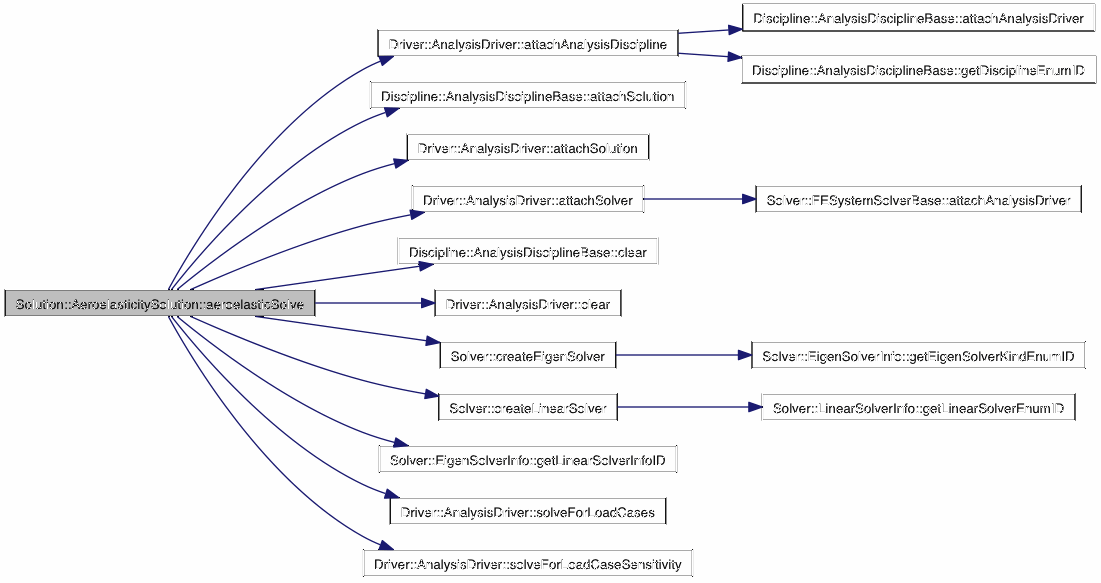 Discipline::AnalysisDisciplineBase::attachAnalysisDriver
Driver::AnalysisDriver::attachAnalysisDiscipline
Discipline::AnalysisDisciplineBase::getDisciplineEnumID
Discipline::AnalysisDisciplineBase::attachSolution
Driver::AnalysisDriver::attachSolution
Driver::AnalysisDriver::attachSolver
Solver::FESystemSolverBase::attachAnalysisDriver
Discipline::AnalysisDisciplineBase::clear
Solution::AeroelasticitySolution::aeroelasticSolve
Driver::AnalysisDriver::clear
Solver::createEigenSolver
Solver::EigenSolverInfo::getEigenSolverKindEnumID
Solver::createLinearSolver
Solver::LinearSolverInfo::getLinearSolverEnumID
Solver::EigenSolverInfo::getLinearSolverInfoID
Driver::AnalysisDriver::solveForLoadCases
Driver::AnalysisDriver::solveForLoadCaseSensitivity